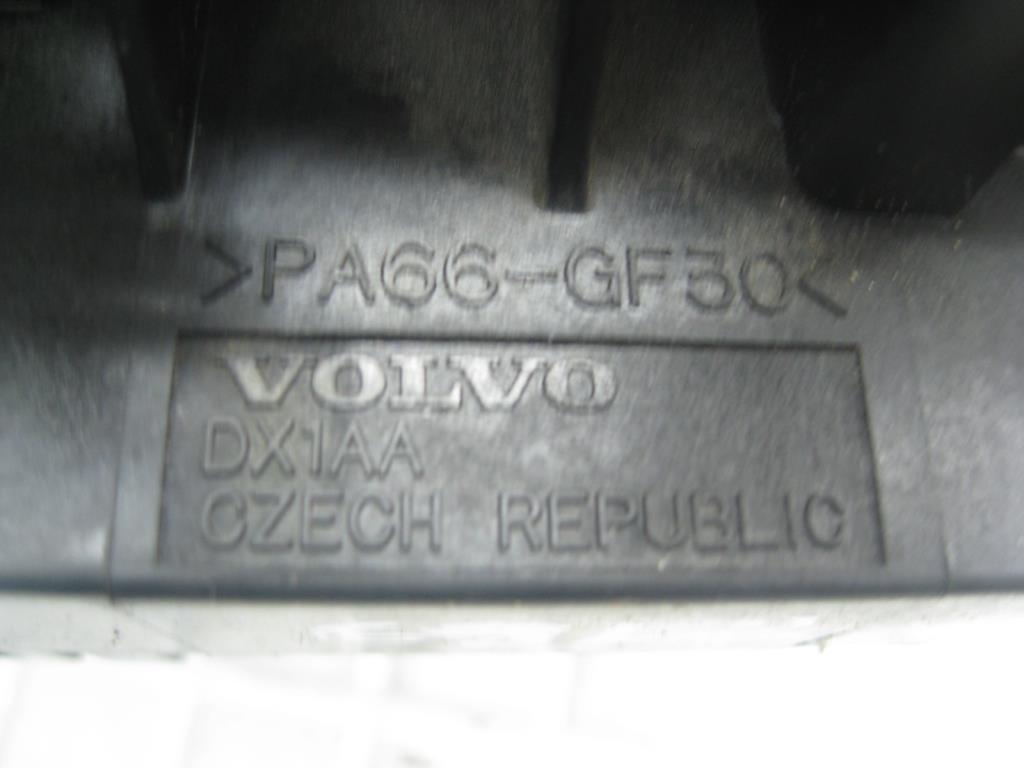 >PA66-GF30<
VOLVO
DX1AA
CZECH REPUBLIC